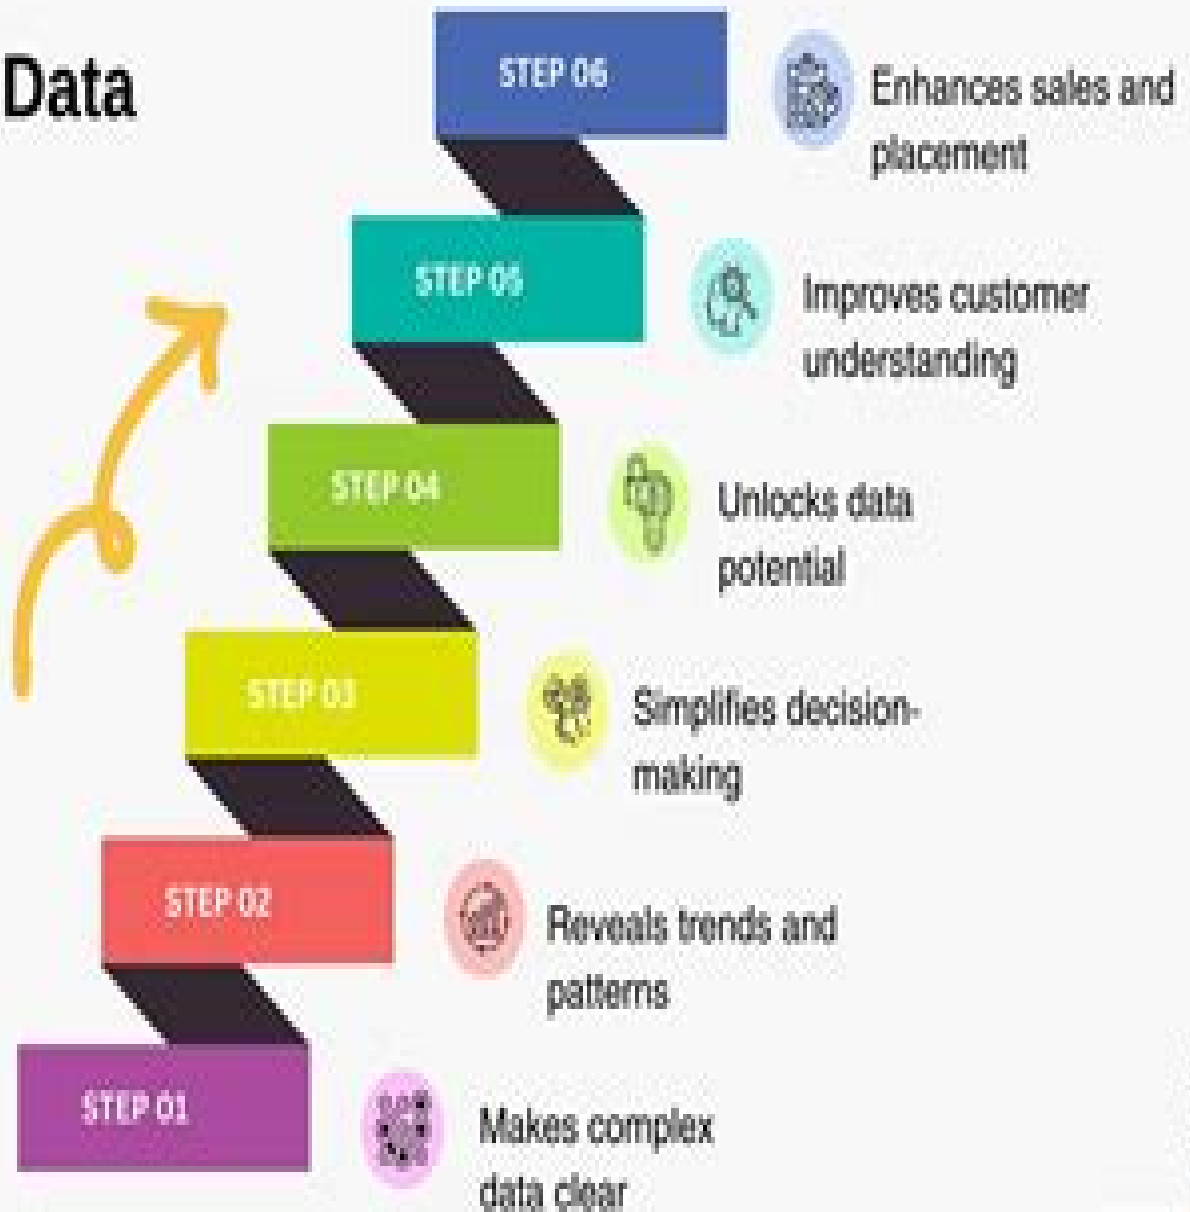 Data
STEP 06
Enhances sales and
placement
STEP 05
Improves customer
understanding
STEP 04
Unlocks data
potential
STEP 03
Simplifies decision-
making
STEP 02
Reveals trends and
patterns
STEP 01
Makes complex
data clear